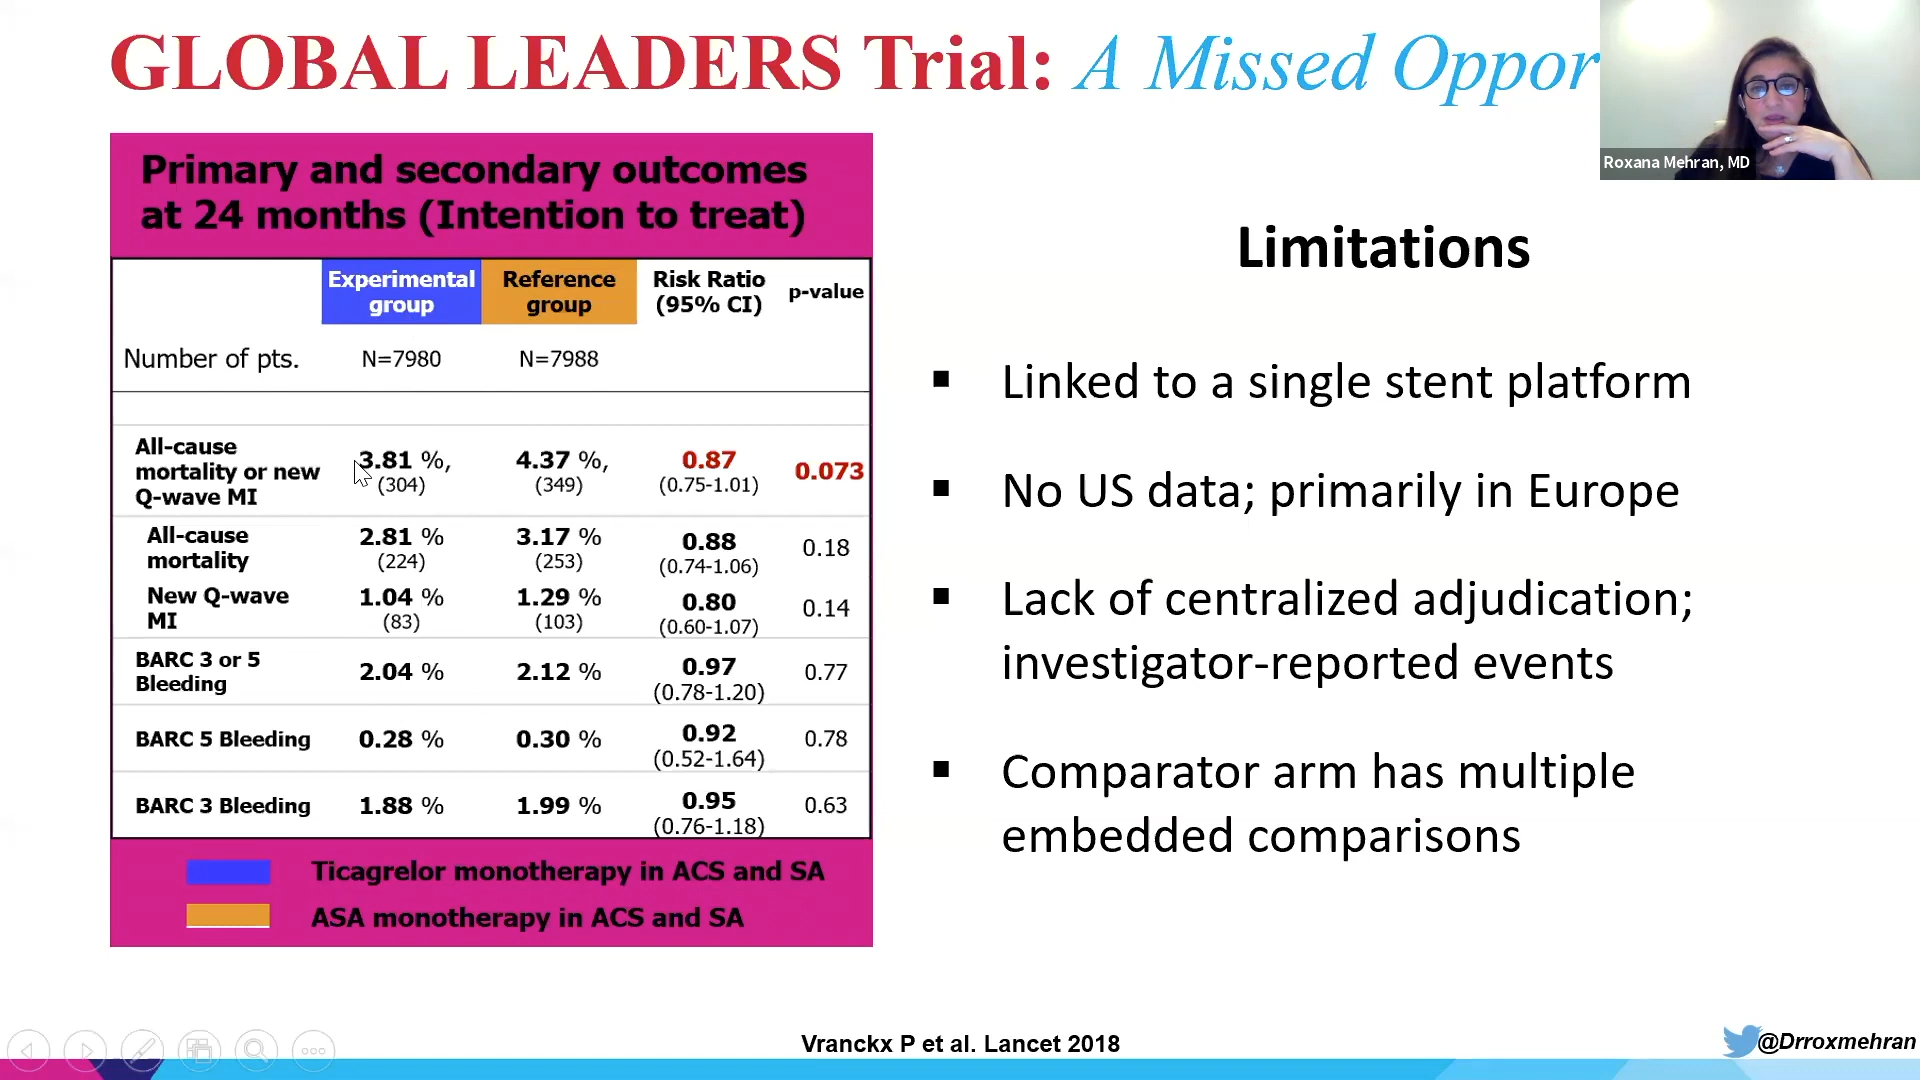 GLOBAL LEADERS Trial: A Missed Oppor
Roxana Mehran, MD
Primary and secondary outcomes
at 24 months (Intention to treat)
Experimental group Reference group Risk Ratio (95% CI) p-value
Number of pts. N=7980 N=7988
All-cause mortality or new Q-wave MI 3.81 %, (304) 4.37 %, (349) 0.87 (0.75-1.01) 0.073
All-cause mortality 2.81 % (224) 3.17 % (253) 0.88 (0.74-1.06) 0.18
New Q-wave MI 1.04 % (83) 1.29 % (103) 0.80 (0.60-1.07) 0.14
BARC 3 or 5 Bleeding 2.04 % 2.12 % 0.97 (0.78-1.20) 0.77
BARC 5 Bleeding 0.28 % 0.30 % 0.92 (0.52-1.64) 0.78
BARC 3 Bleeding 1.88 % 1.99 % 0.95 (0.76-1.18) 0.63
Ticagrelor monotherapy in ACS and SA
ASA monotherapy in ACS and SA
Limitations
▪ Linked to a single stent platform
▪ No US data; primarily in Europe
▪ Lack of centralized adjudication;
investigator-reported events
▪ Comparator arm has multiple
embedded comparisons
Vranckx P et al. Lancet 2018
@Drroxmehran